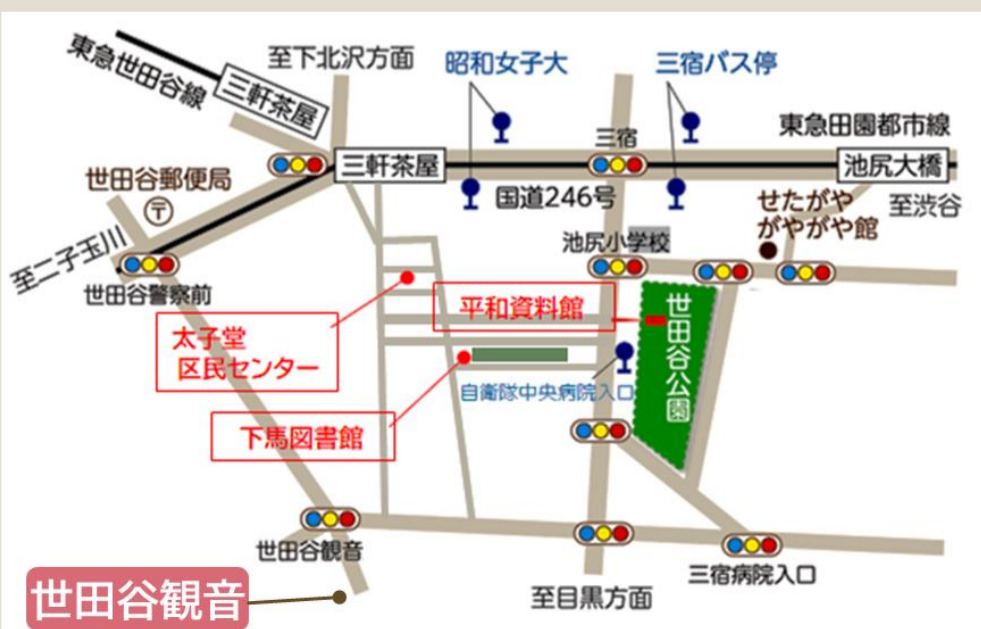 東急世田谷線
三軒茶屋
至下北沢方面
昭和女子大
三宿バス停
東急田園都市線
三宿
三軒茶屋
池尻大橋
世田谷郵便局
〒
国道246号
せたがや
がやがや館
至渋谷
至二子玉川
池尻小学校
世田谷警察前
平和資料館
世田谷公園
太子堂
区民センター
自衛隊中央病院入口
下馬図書館
世田谷観音
三宿病院入口
至目黒方面
世田谷観音